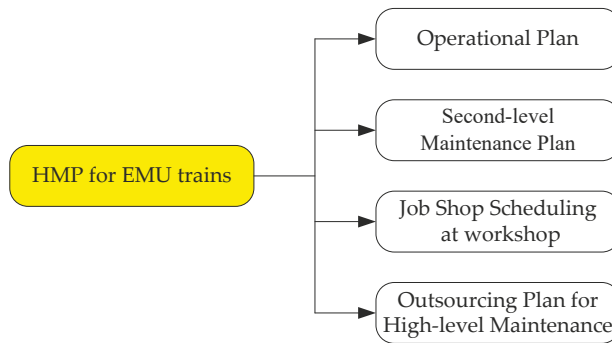 Operational Plan
Second-level
Maintenance Plan
HMP for EMU trains
Job Shop Scheduling
at workshop
Outsourcing Plan for
High-level Maintenance